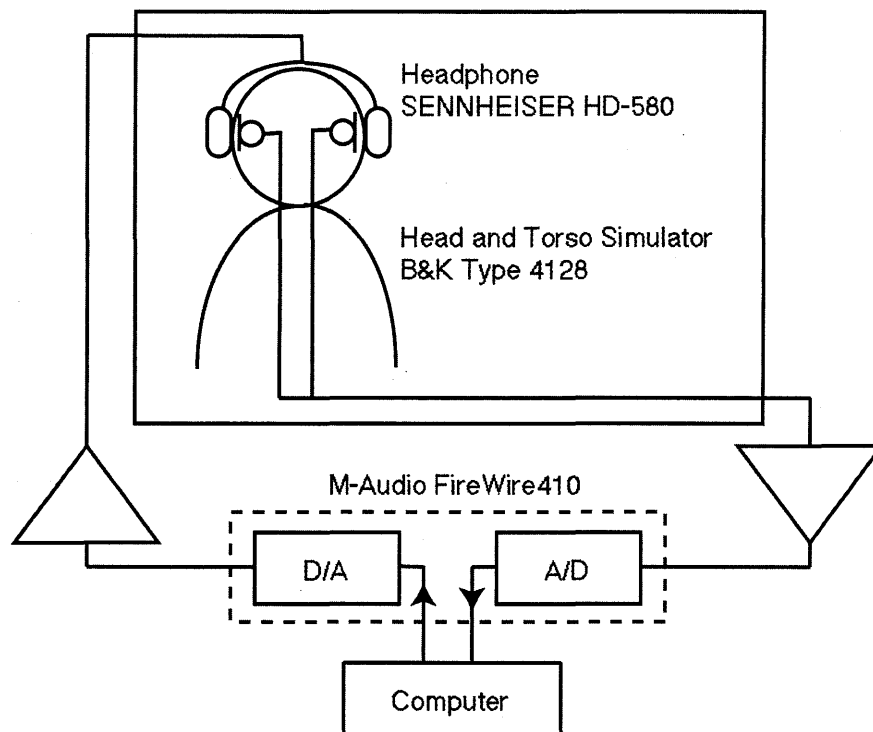 Headphone
SENNHEISER HD-580
Head and Torso Simulator
B&K Type 4128
M-Audio FireWire410
D/A
A/D
Computer